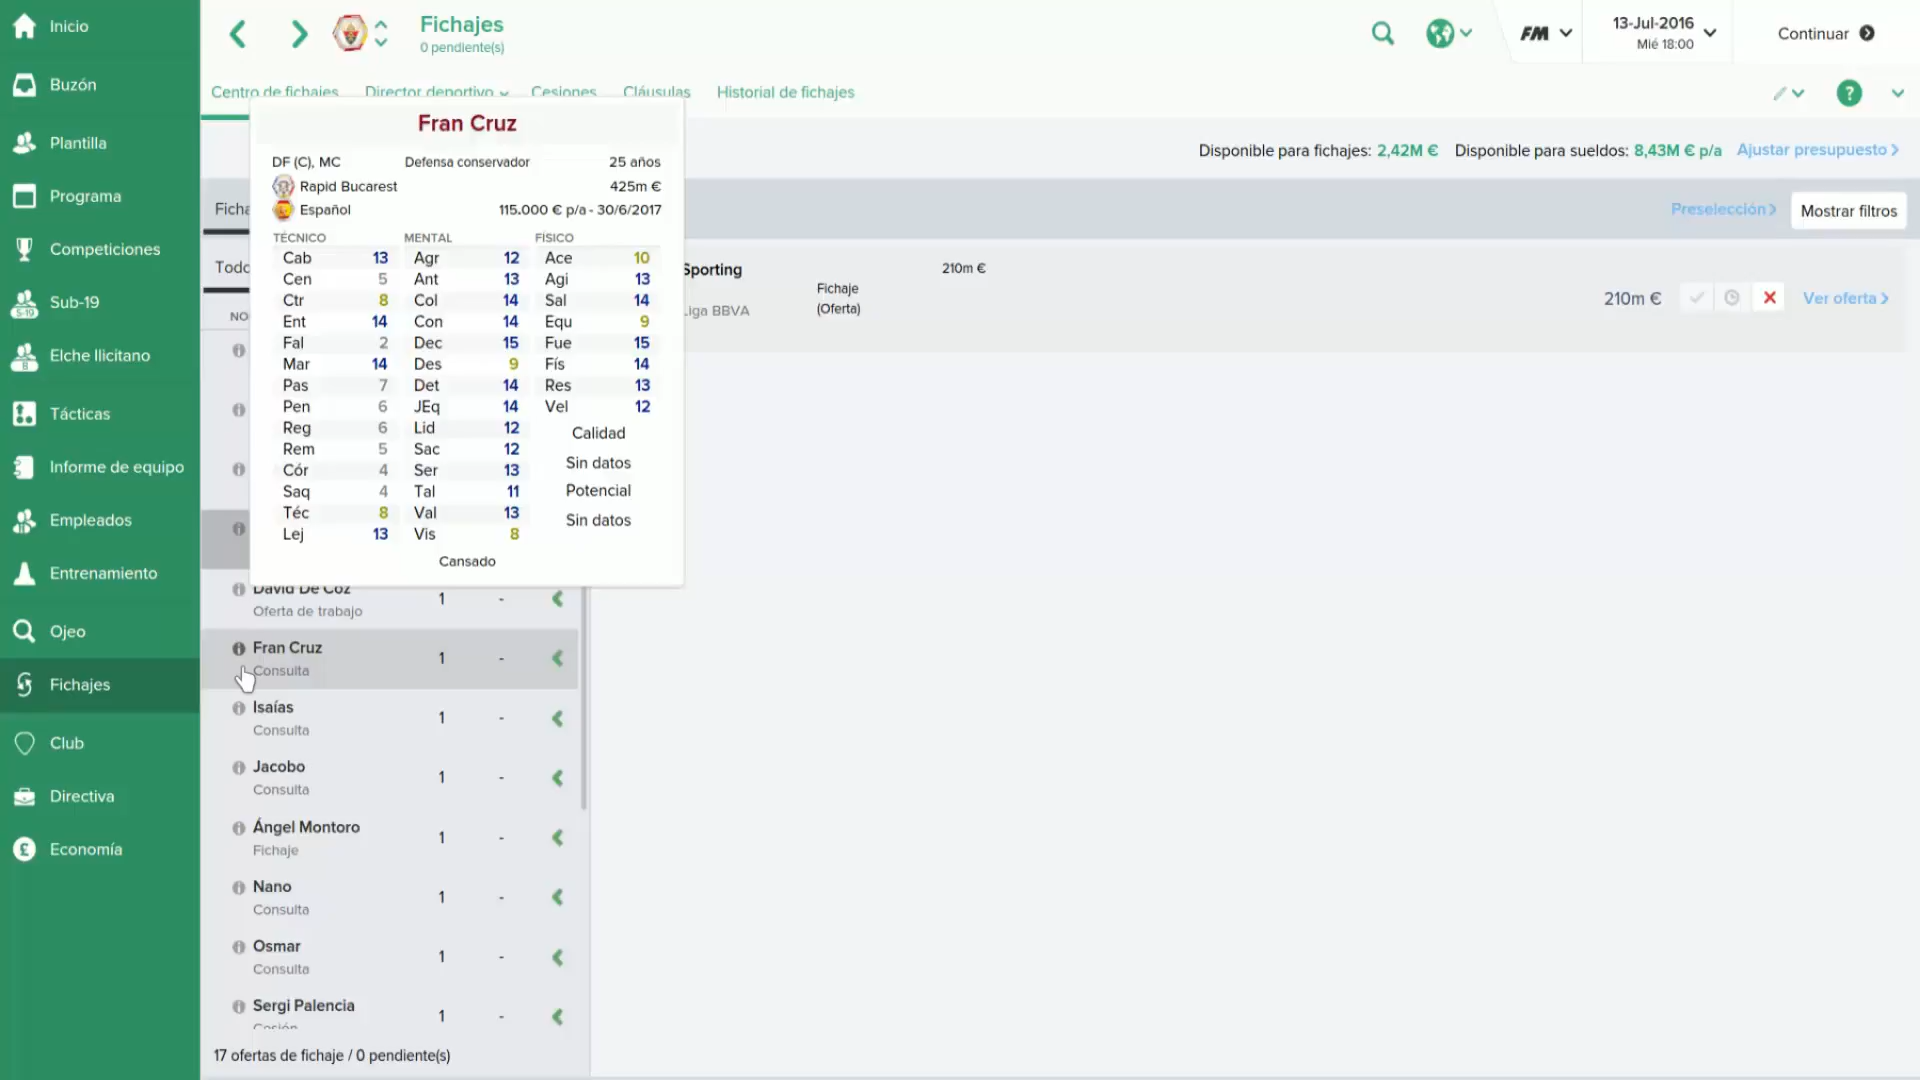 Inicio
Buzón
Plantilla
Programa
Competiciones
Sub-19
Elche Ilicitano
Tácticas
Informe de equipo
Empleados
Entrenamiento
Ojeo
Fichajes
Club
Directiva
Economía
Fichajes
0 pendiente(s)
FM
13-Jul-2016
Mié 18:00
Continuar
Centro de fichajes Director deportivo Cesiones Cláusulas Historial de fichajes
?
Disponible para fichajes: 2,42M € Disponible para sueldos: 8,43M € p/a Ajustar presupuesto
Preselección Mostrar filtros
Fran Cruz
DF (C), MC Defensa conservador 25 años
Rapid Bucarest 425m €
Español 115.000 € p/a - 30/6/2017
TÉCNICO MENTAL FÍSICO
Cab 13 Agr 12 Ace 10
Cen 5 Ant 13 Agi 13
Ctr 8 Col 14 Sal 14
Ent 14 Con 14 Equ 9
Fal 2 Dec 15 Fue 15
Mar 14 Des 9 Fís 14
Pas 7 Det 14 Res 13
Pen 6 JEq 14 Vel 12
Reg 6 Lid 12
Rem 5 Sac 12
Cór 4 Ser 13
Saq 4 Tal 11
Téc 8 Val 13
Lej 13 Vis 8
Calidad
Sin datos
Potencial
Sin datos
Cansado
Ficha
Todo
NO
Sporting
Liga BBVA
Fichaje
(Oferta)
210m €
210m €
Ver oferta
David De Coz 1 -
Oferta de trabajo
Fran Cruz 1 -
Consulta
Isaías 1 -
Consulta
Jacobo 1 -
Consulta
Ángel Montoro 1 -
Fichaje
Nano 1 -
Consulta
Osmar 1 -
Consulta
Sergi Palencia 1 -
Cesión
17 ofertas de fichaje / 0 pendiente(s)